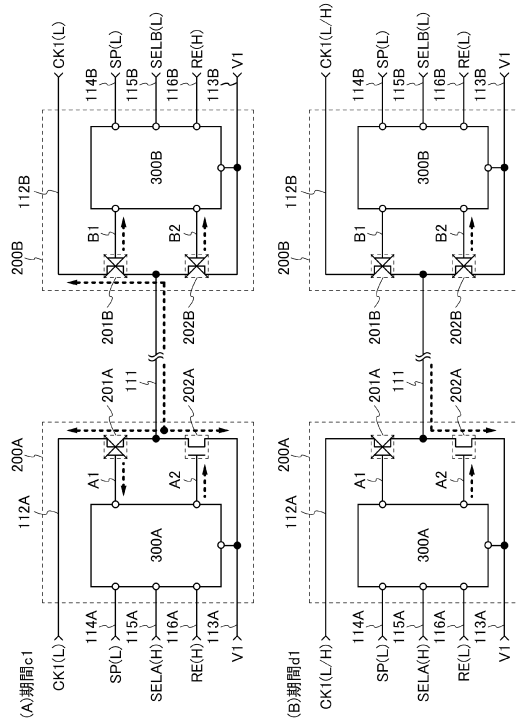 (A)期間c1
200A
112A
CK1(L)
114A
SP(L)
115A
SELA(H)
116A
RE(H)
113A
V1
300A
A1
A2
201A
202A
111
200B
112B
CK1(L)
114B
SP(L)
115B
SELB(L)
116B
RE(H)
113B
V1
300B
B1
B2
201B
202B
(B)期間d1
200A
112A
CK1(L/H)
114A
SP(L)
115A
SELA(H)
116A
RE(L)
113A
V1
300A
A1
A2
201A
202A
111
200B
112B
CK1(L/H)
114B
SP(L)
115B
SELB(L)
116B
RE(L)
113B
V1
300B
B1
B2
201B
202B